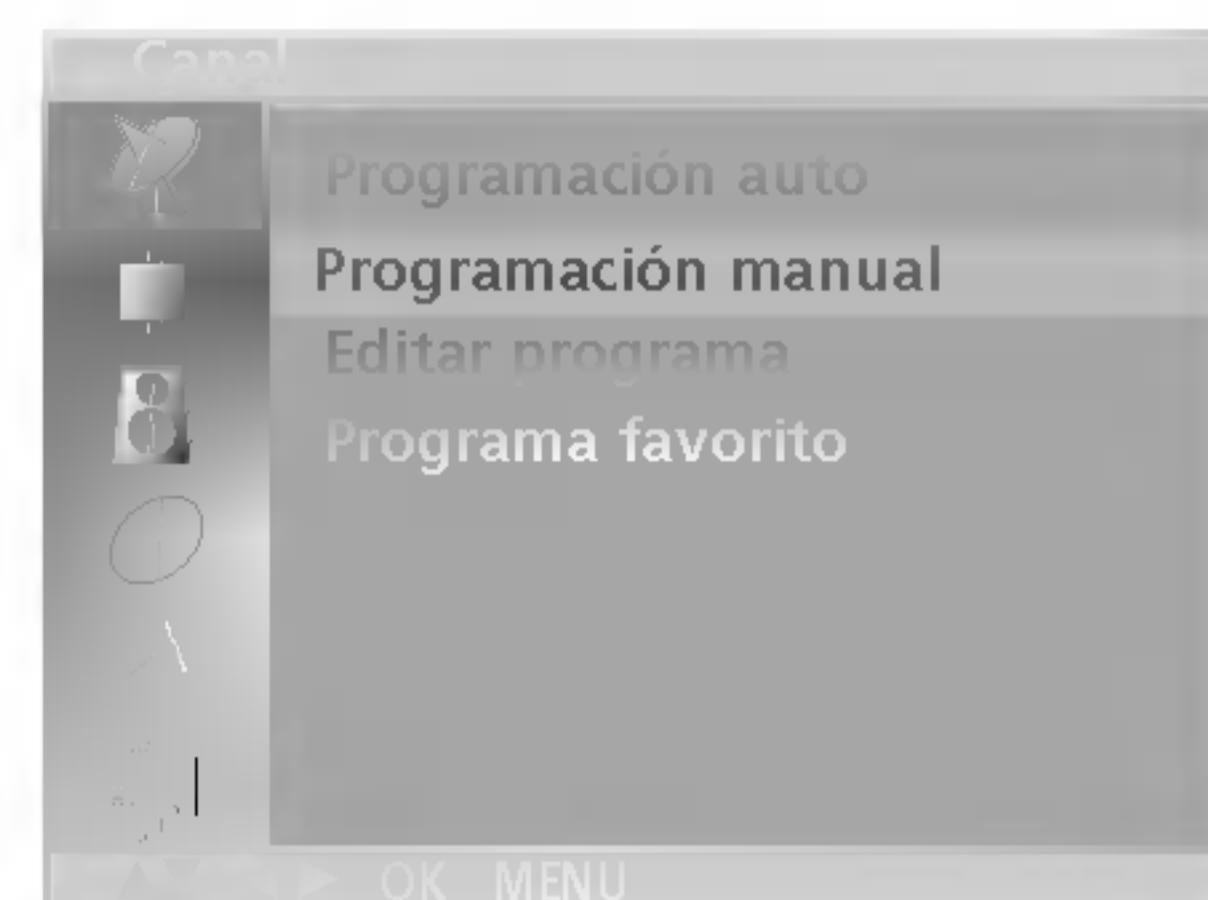 Canal
Programación auto
Programación manual
Editar programa
Programa favorito
OK MENU